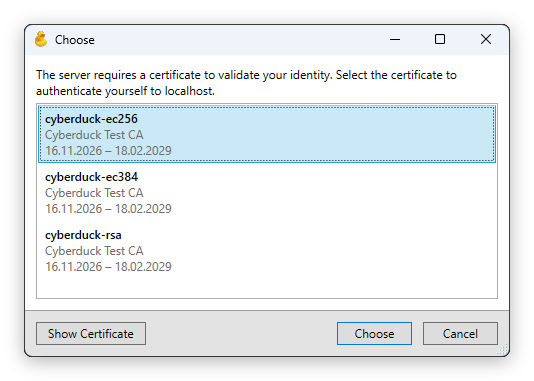 Choose
The server requires a certificate to validate your identity. Select the certificate to
authenticate yourself to localhost.
cyberduck-ec256
Cyberduck Test CA
16.11.2026 – 18.02.2029
cyberduck-ec384
Cyberduck Test CA
16.11.2026 – 18.02.2029
cyberduck-rsa
Cyberduck Test CA
16.11.2026 – 18.02.2029
Show Certificate
Choose
Cancel